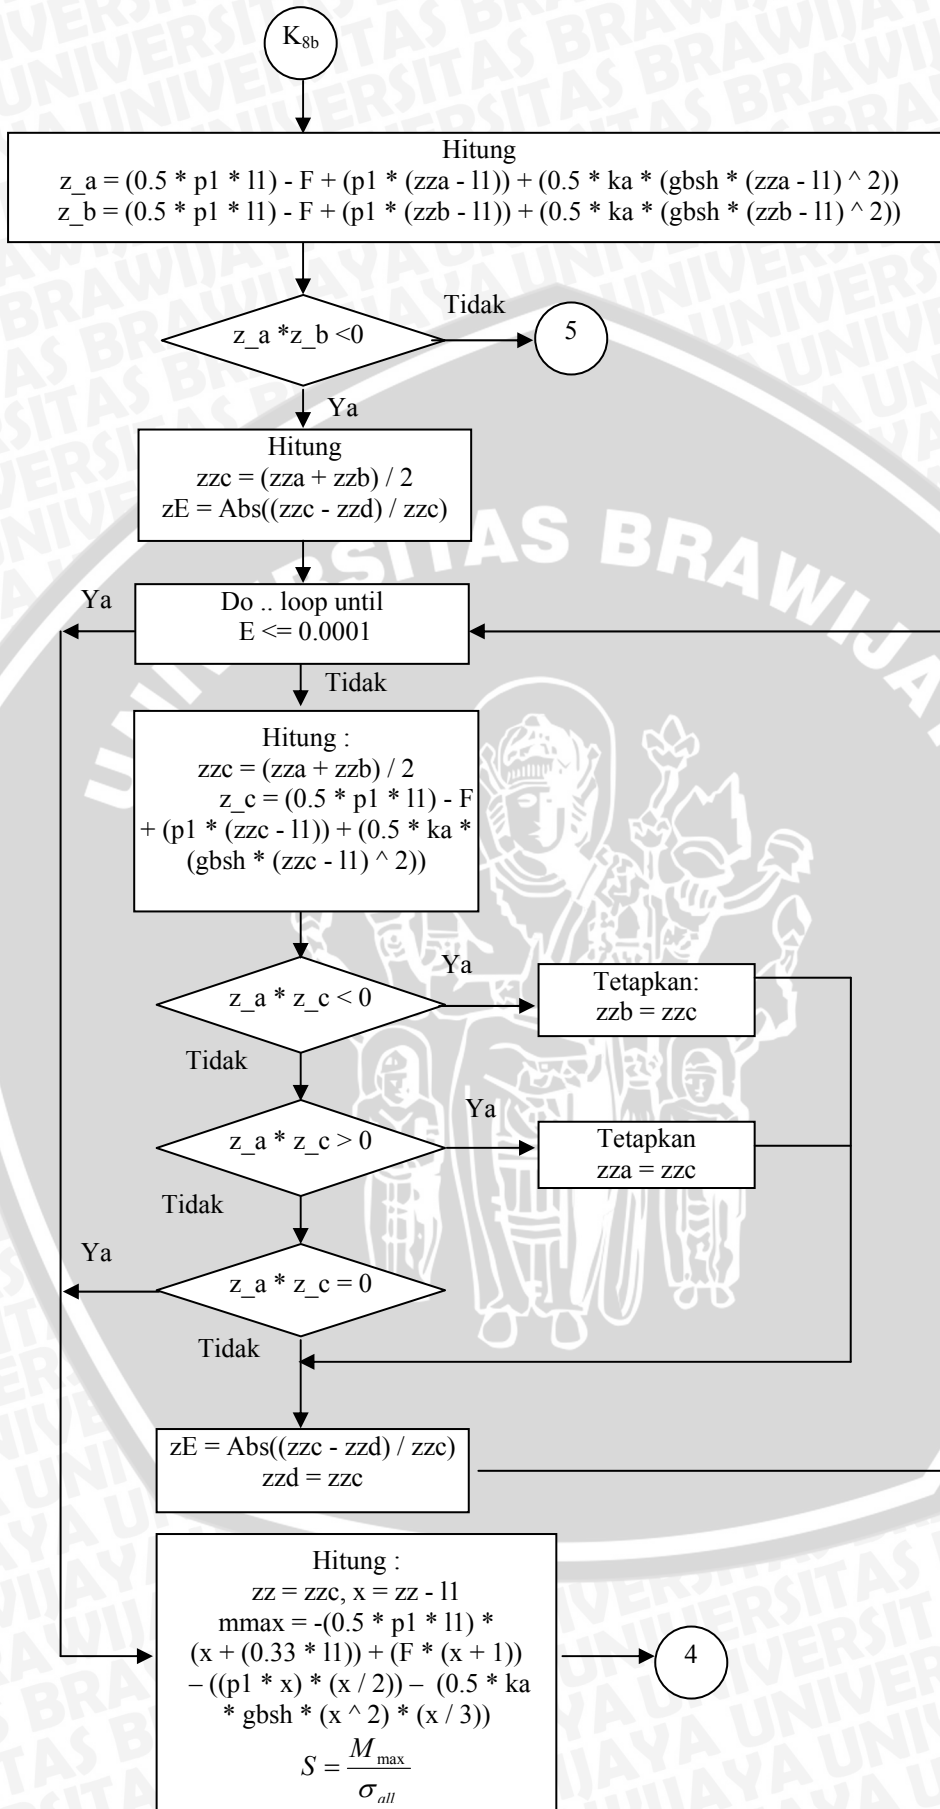 K8b
Hitung
z_a = (0.5 * p1 * l1) - F + (p1 * (zza - l1)) + (0.5 * ka * (gbsh * (zza - l1) ^ 2))
z_b = (0.5 * p1 * l1) - F + (p1 * (zzb - l1)) + (0.5 * ka * (gbsh * (zzb - l1) ^ 2))
z_a *z_b <0
Tidak
5
Ya
Hitung
zzc = (zza + zzb) / 2
zE = Abs((zzc - zzd) / zzc)
Ya
Do .. loop until
E <= 0.0001
Tidak
Hitung :
zzc = (zza + zzb) / 2
z_c = (0.5 * p1 * l1) - F
+ (p1 * (zzc - l1)) + (0.5 * ka *
(gbsh * (zzc - l1) ^ 2))
z_a * z_c < 0
Ya
Tetapkan:
zzb = zzc
Tidak
z_a * z_c > 0
Ya
Tetapkan
zza = zzc
Tidak
z_a * z_c = 0
Ya
Tidak
zE = Abs((zzc - zzd) / zzc)
zzd = zzc
Hitung :
zz = zzc, x = zz - l1
mmax = -(0.5 * p1 * l1) *
(x + (0.33 * l1)) + (F * (x + 1))
– ((p1 * x) * (x / 2)) – (0.5 * ka
* gbsh * (x ^ 2) * (x / 3))
S = Mmax / σall
4
UNIVERSITAS BRAWIJAYA